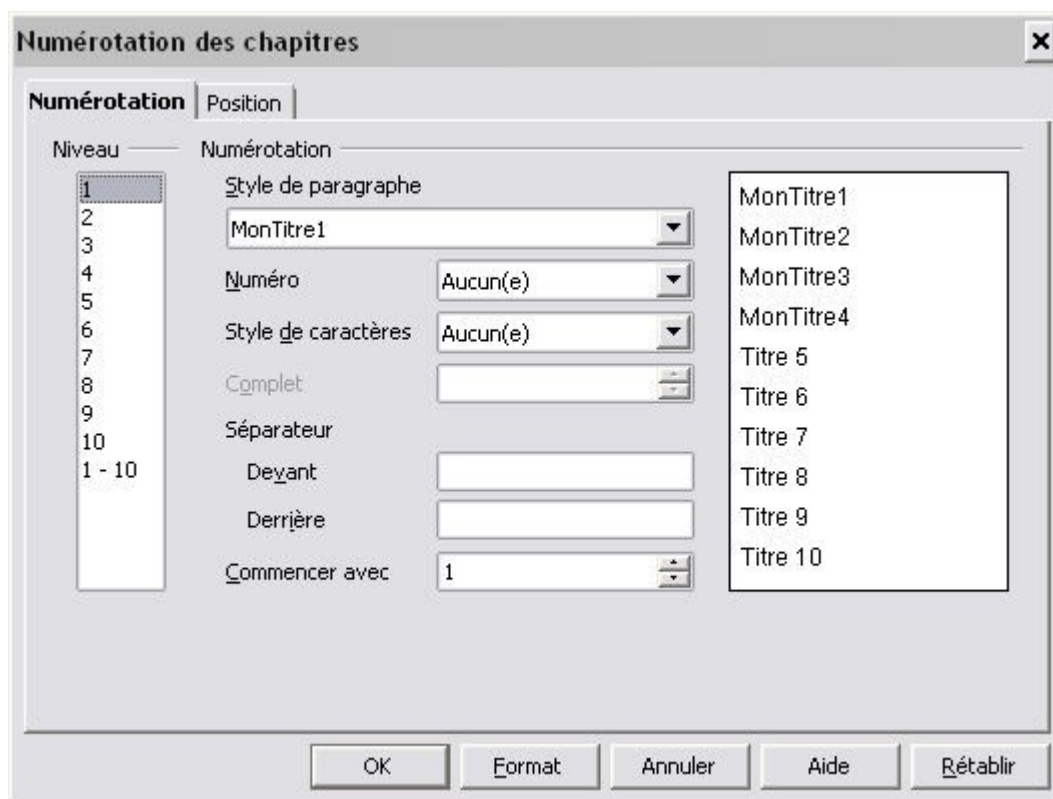 Numérotation des chapitres
Numérotation Position
Niveau Numérotation
1
2
3
4
5
6
7
8
9
10
1 - 10
Style de paragraphe
MonTitre1
Numéro Aucun(e)
Style de caractères Aucun(e)
Complet
Séparateur
Devant
Derrière
Commencer avec 1
MonTitre1
MonTitre2
MonTitre3
MonTitre4
Titre 5
Titre 6
Titre 7
Titre 8
Titre 9
Titre 10
OK Format Annuler Aide Rétablir